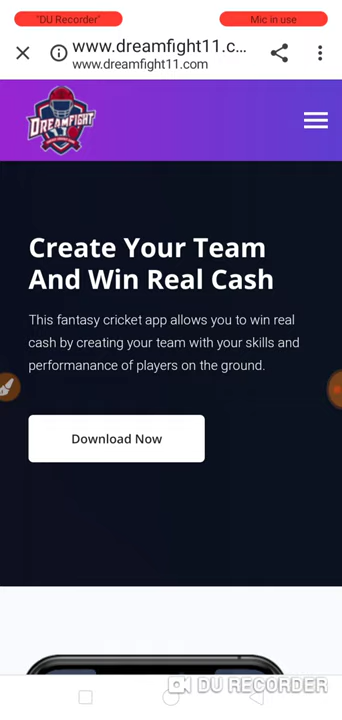 "DU Recorder"
Mic in use
www.dreamfight11.c...
www.dreamfight11.com
DREAMFIGHT
Create Your Team
And Win Real Cash
This fantasy cricket app allows you to win real
cash by creating your team with your skills and
performanance of players on the ground.
Download Now
DU RECORDER